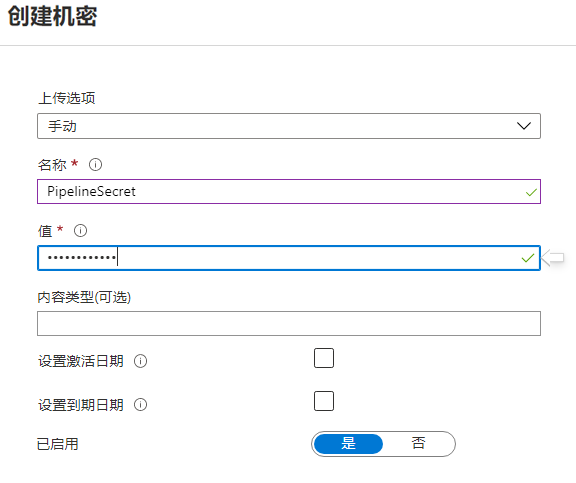 创建机密
上传选项
手动
名称 *
PipelineSecret
值 *
••••••••••••
内容类型(可选)
设置激活日期
设置到期日期
已启用 是 否